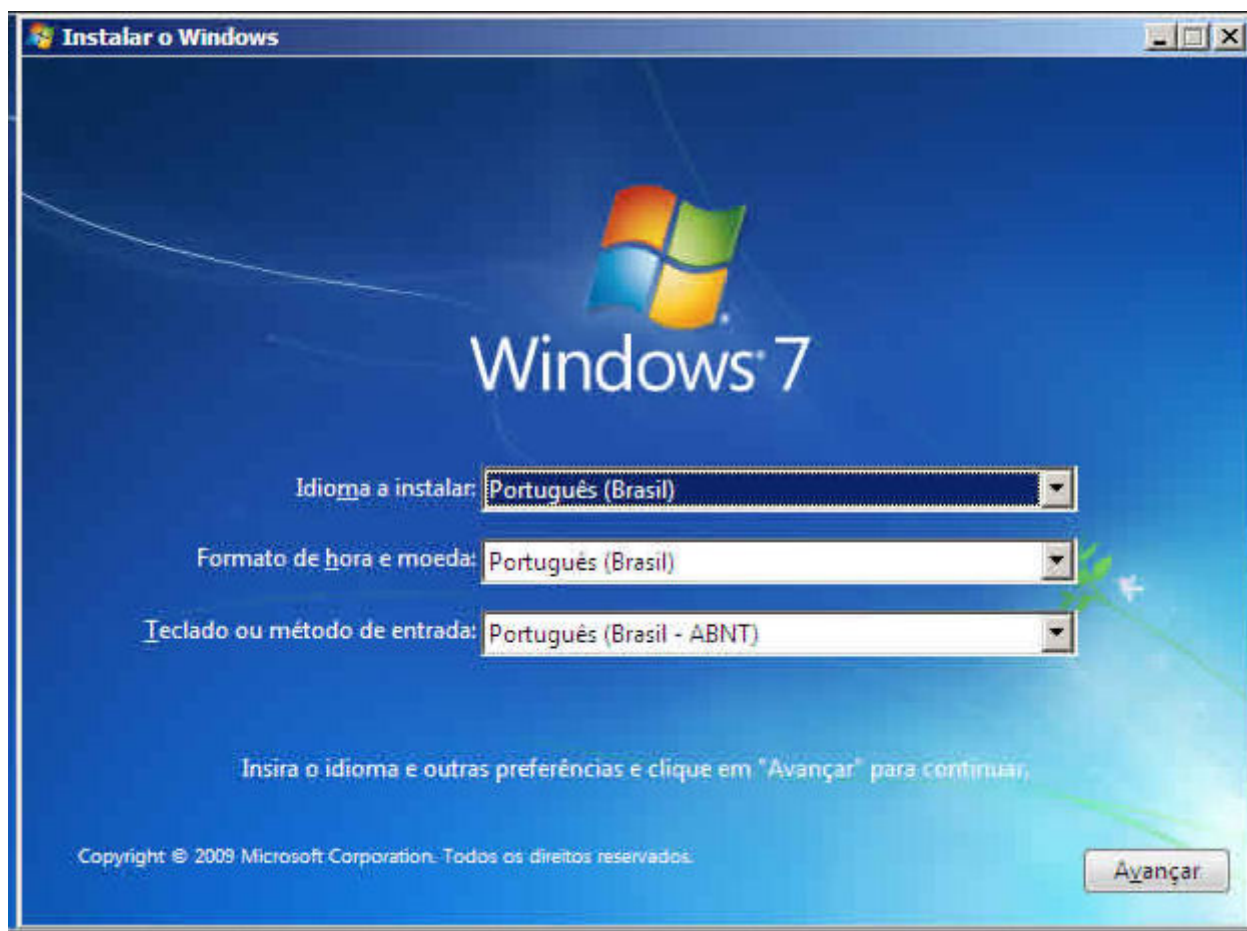 Instalar o Windows
Windows 7
Idioma a instalar: Português (Brasil)
Formato de hora e moeda: Português (Brasil)
Teclado ou método de entrada: Português (Brasil - ABNT)
Insira o idioma e outras preferências e clique em "Avançar" para continuar.
Copyright © 2009 Microsoft Corporation. Todos os direitos reservados.
Avançar